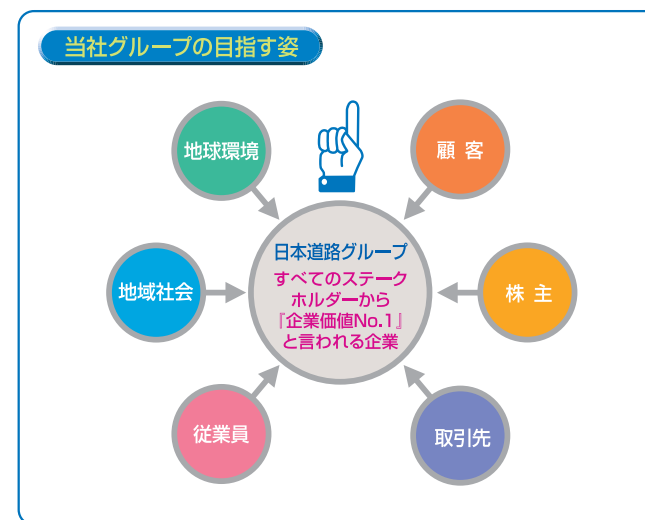 当社グループの目指す姿
地球環境
顧 客
日本道路グループ
すべてのステーク
ホルダーから
『企業価値No.1』
と言われる企業
地域社会
株 主
従業員
取引先